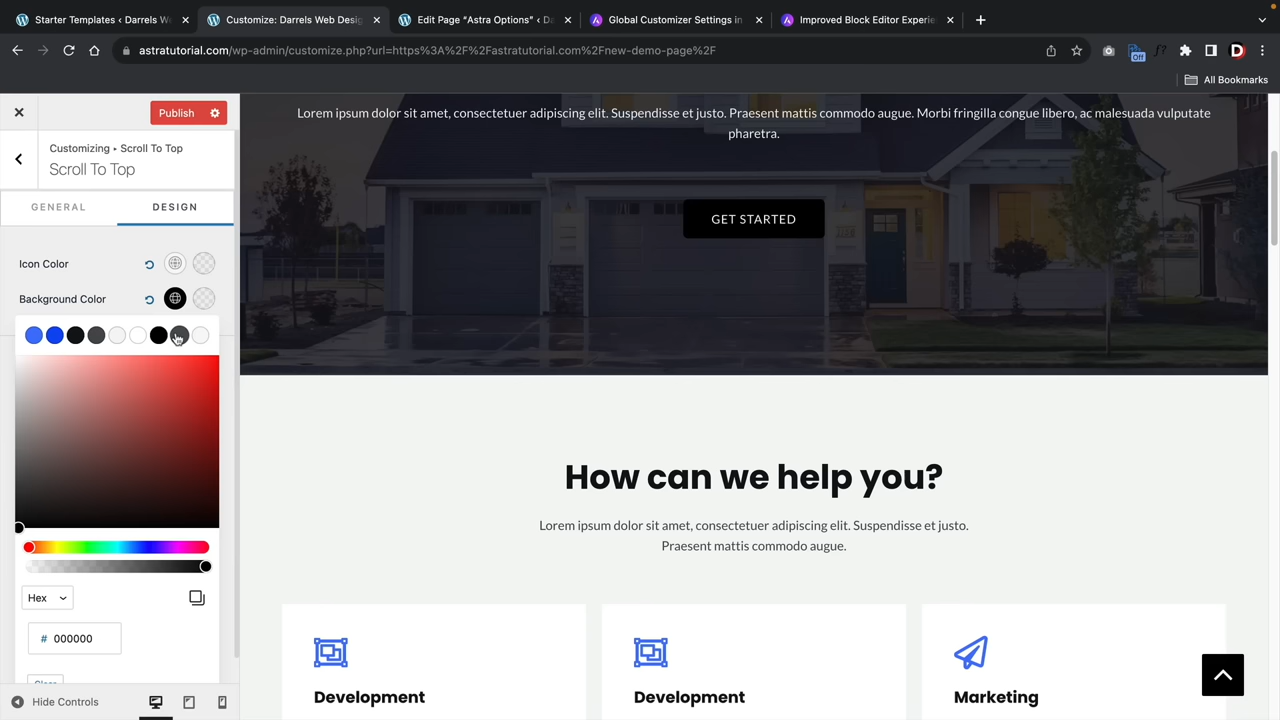 Starter Templates ‹ Darrels We
Customize: Darrels Web Desig
Edit Page “Astra Options” ‹ Da
Global Customizer Settings in
Improved Block Editor Experie
astratutorial.com/wp-admin/customize.php?url=https%3A%2F%2Fastratutorial.com%2Fnew-demo-page%2F
Off
D
All Bookmarks
Publish
Customizing ▸ Scroll To Top
Scroll To Top
GENERAL
DESIGN
Icon Color
Background Color
Hex
# 000000
Clear
Hide Controls
Lorem ipsum dolor sit amet, consectetuer adipiscing elit. Suspendisse et justo. Praesent mattis commodo augue. Morbi fringilla congue libero, ac malesuada vulputate
pharetra.
GET STARTED
How can we help you?
Lorem ipsum dolor sit amet, consectetuer adipiscing elit. Suspendisse et justo.
Praesent mattis commodo augue.
Development
Development
Marketing